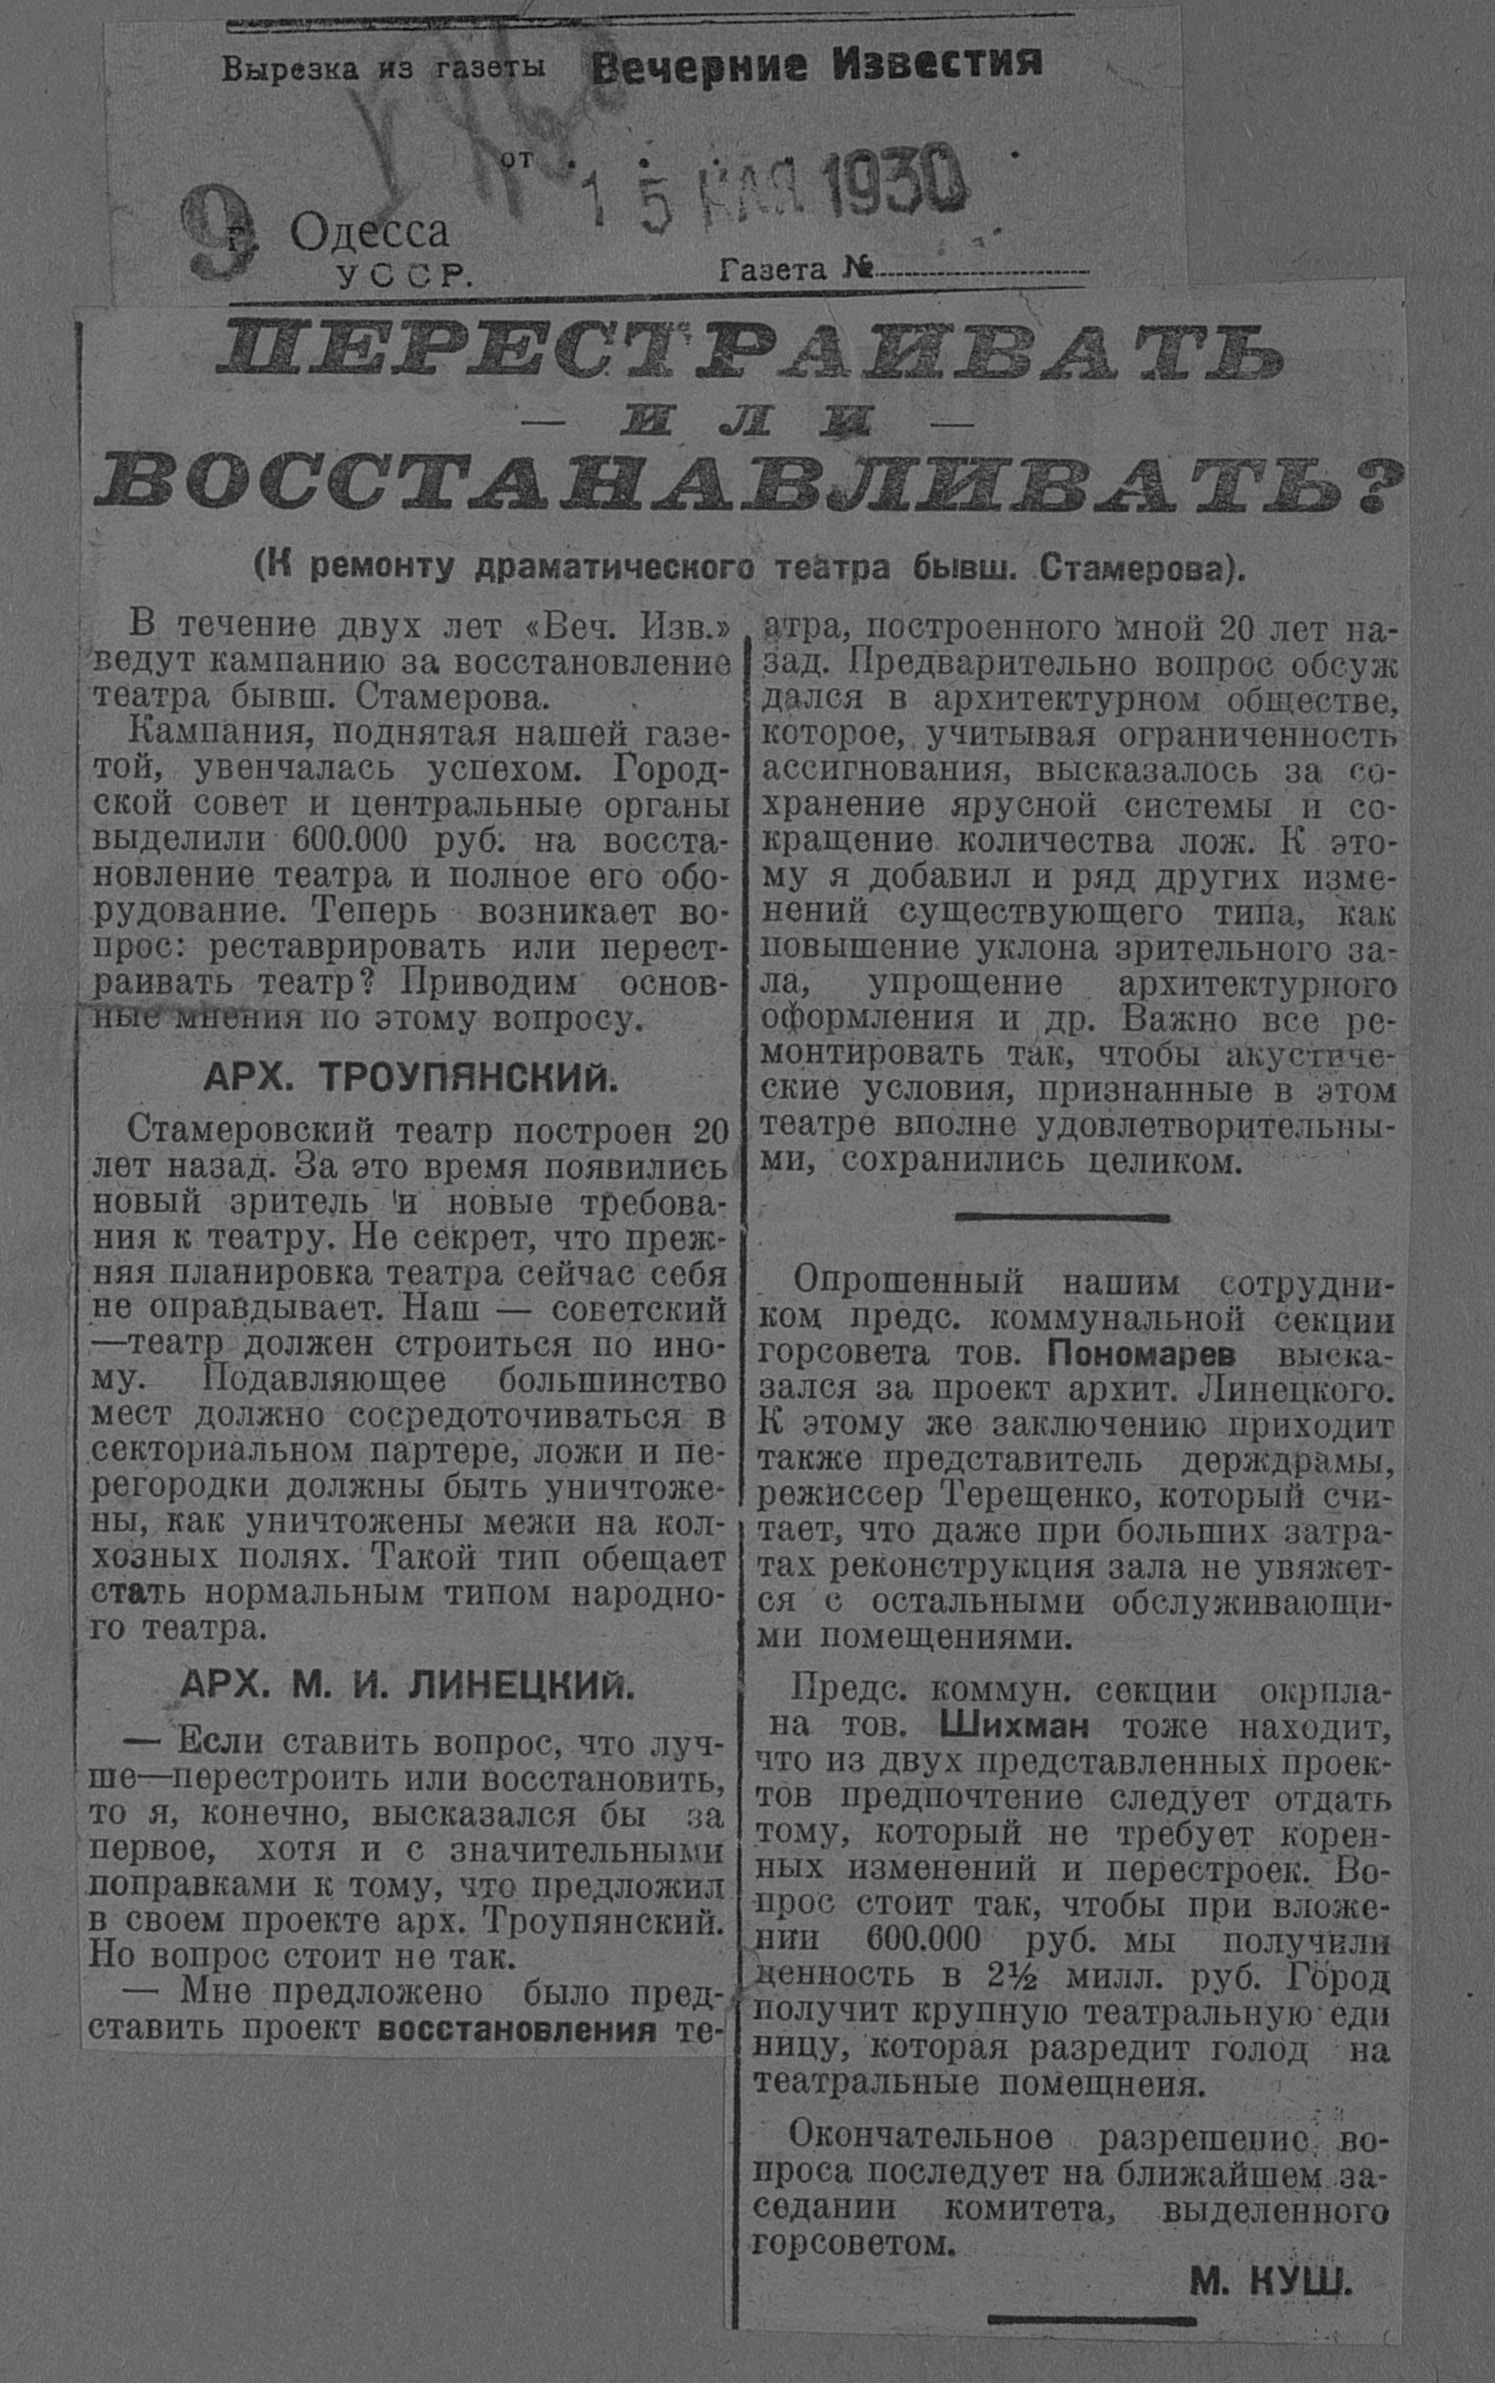 Вырезка из газеты Вечерние Известия
от 15 МАЯ 1930
9
г. Одесса
УССР.
Газета №
ПЕРЕСТРАИВАТЬ
— ИЛИ —
ВОССТАНАВЛИВАТЬ?
(К ремонту драматического театра бывш. Стамерова).
В течение двух лет «Веч. Изв.»
ведут кампанию за восстановление
театра бывш. Стамерова.
Кампания, поднятая нашей газе-
той, увенчалась успехом. Город-
ской совет и центральные органы
выделили 600.000 руб. на восста-
новление театра и полное его обо-
рудование. Теперь возникает во-
прос: реставрировать или перест-
раивать театр? Приводим основ-
ные мнения по этому вопросу.
АРХ. ТРОУПЯНСКИЙ.
Стамеровский театр построен 20
лет назад. За это время появились
новый зритель и новые требова-
ния к театру. Не секрет, что преж-
няя планировка театра сейчас себя
не оправдывает. Наш — советский
—театр должен строиться по ино-
му. Подавляющее большинство
мест должно сосредоточиваться в
секториальном партере, ложи и пе-
регородки должны быть уничтоже-
ны, как уничтожены межи на кол-
хозных полях. Такой тип обещает
стать нормальным типом народно-
го театра.
АРХ. М. И. ЛИНЕЦКИЙ.
— Если ставить вопрос, что луч-
ше—перестроить или восстановить,
то я, конечно, высказался бы за
первое, хотя и с значительными
поправками к тому, что предложил
в своем проекте арх. Троупянский.
Но вопрос стоит не так.
— Мне предложено было пред-
ставить проект восстановления те-
атра, построенного мной 20 лет на-
зад. Предварительно вопрос обсуж
дался в архитектурном обществе,
которое, учитывая ограниченность
ассигнования, высказалось за со-
хранение ярусной системы и со-
кращение количества лож. К это-
му я добавил и ряд других изме-
нений существующего типа, как
повышение уклона зрительного за-
ла, упрощение архитектурного
оформления и др. Важно все ре-
монтировать так, чтобы акустиче-
ские условия, признанные в этом
театре вполне удовлетворительны-
ми, сохранились целиком.
Опрошенный нашим сотрудни-
ком предс. коммунальной секции
горсовета тов. Пономарев выска-
зался за проект архит. Линецкого.
К этому же заключению приходит
также представитель держдрамы,
режиссер Терещенко, который счи-
тает, что даже при больших затра-
тах реконструкция зала не увяжет-
ся с остальными обслуживающи-
ми помещениями.
Предс. коммун. секции окрпла-
на тов. Шихман тоже находит,
что из двух представленных проек-
тов предпочтение следует отдать
тому, который не требует корен-
ных изменений и перестроек. Во-
прос стоит так, чтобы при вложе-
нии 600.000 руб. мы получили
ценность в 2½ милл. руб. Город
получит крупную театральную еди
ницу, которая разредит голод на
театральные помещнеия.
Окончательное разрешение во-
проса последует на ближайшем за-
седании комитета, выделенного
горсоветом.
М. КУШ.